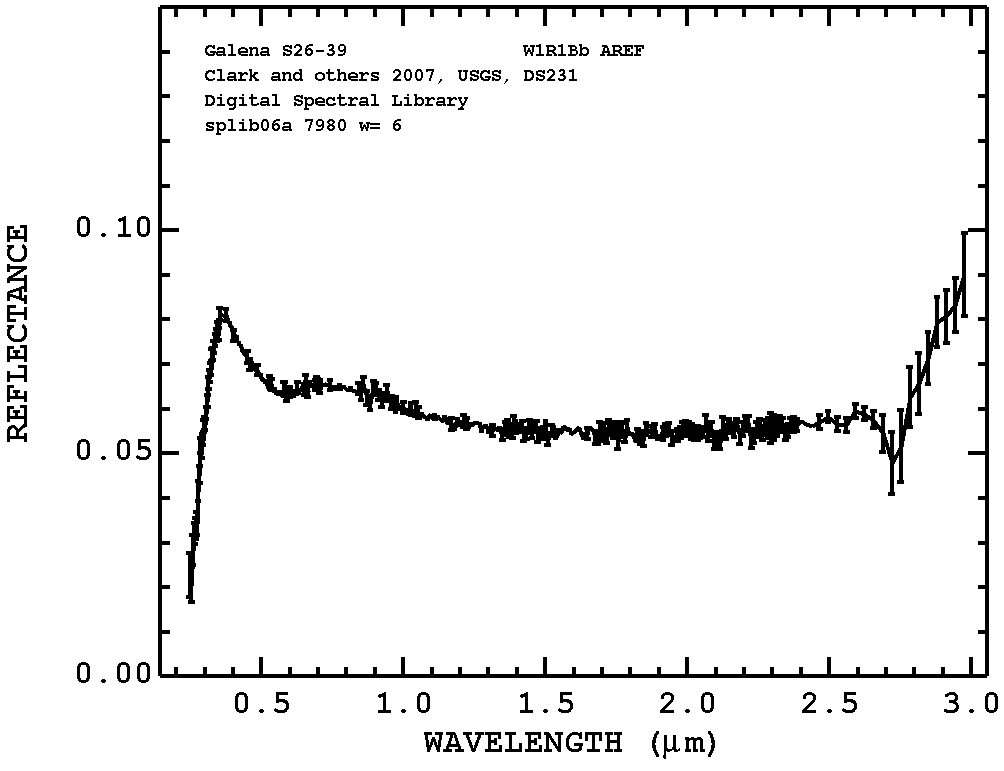 Galena S26-39 W1R1Bb AREF
Clark and others 2007, USGS, DS231
Digital Spectral Library
splib06a 7980 w= 6
REFLECTANCE
0.10
0.05
0.00
0.5 1.0 1.5 2.0 2.5 3.0
WAVELENGTH (μm)